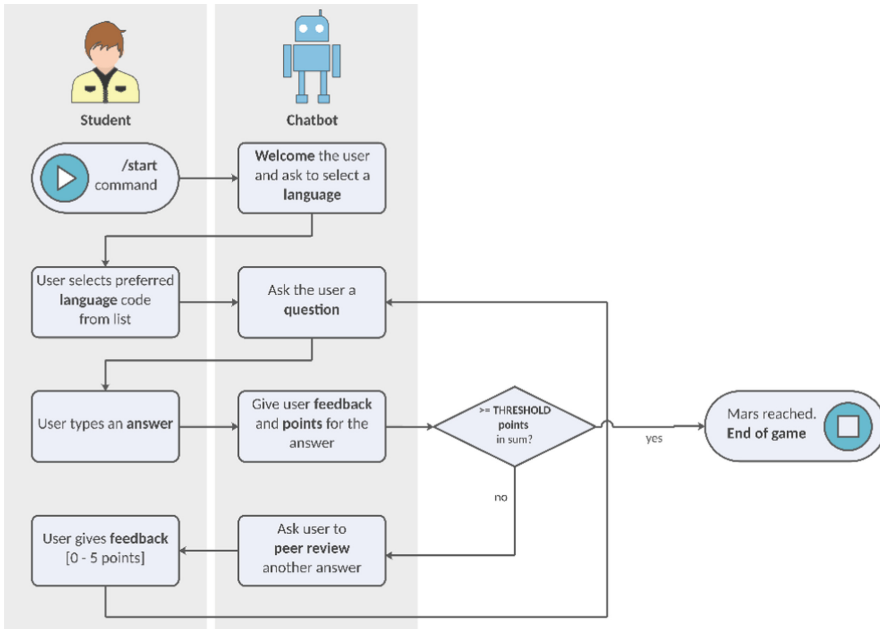 Student
Chatbot
/start
command
Welcome the user
and ask to select a
language
User selects preferred
language code
from list
Ask the user a
question
User types an answer
Give user feedback
and points for the
answer
>= THRESHOLD
points
in sum?
yes
Mars reached.
End of game
no
Ask user to
peer review
another answer
User gives feedback
[0 - 5 points]